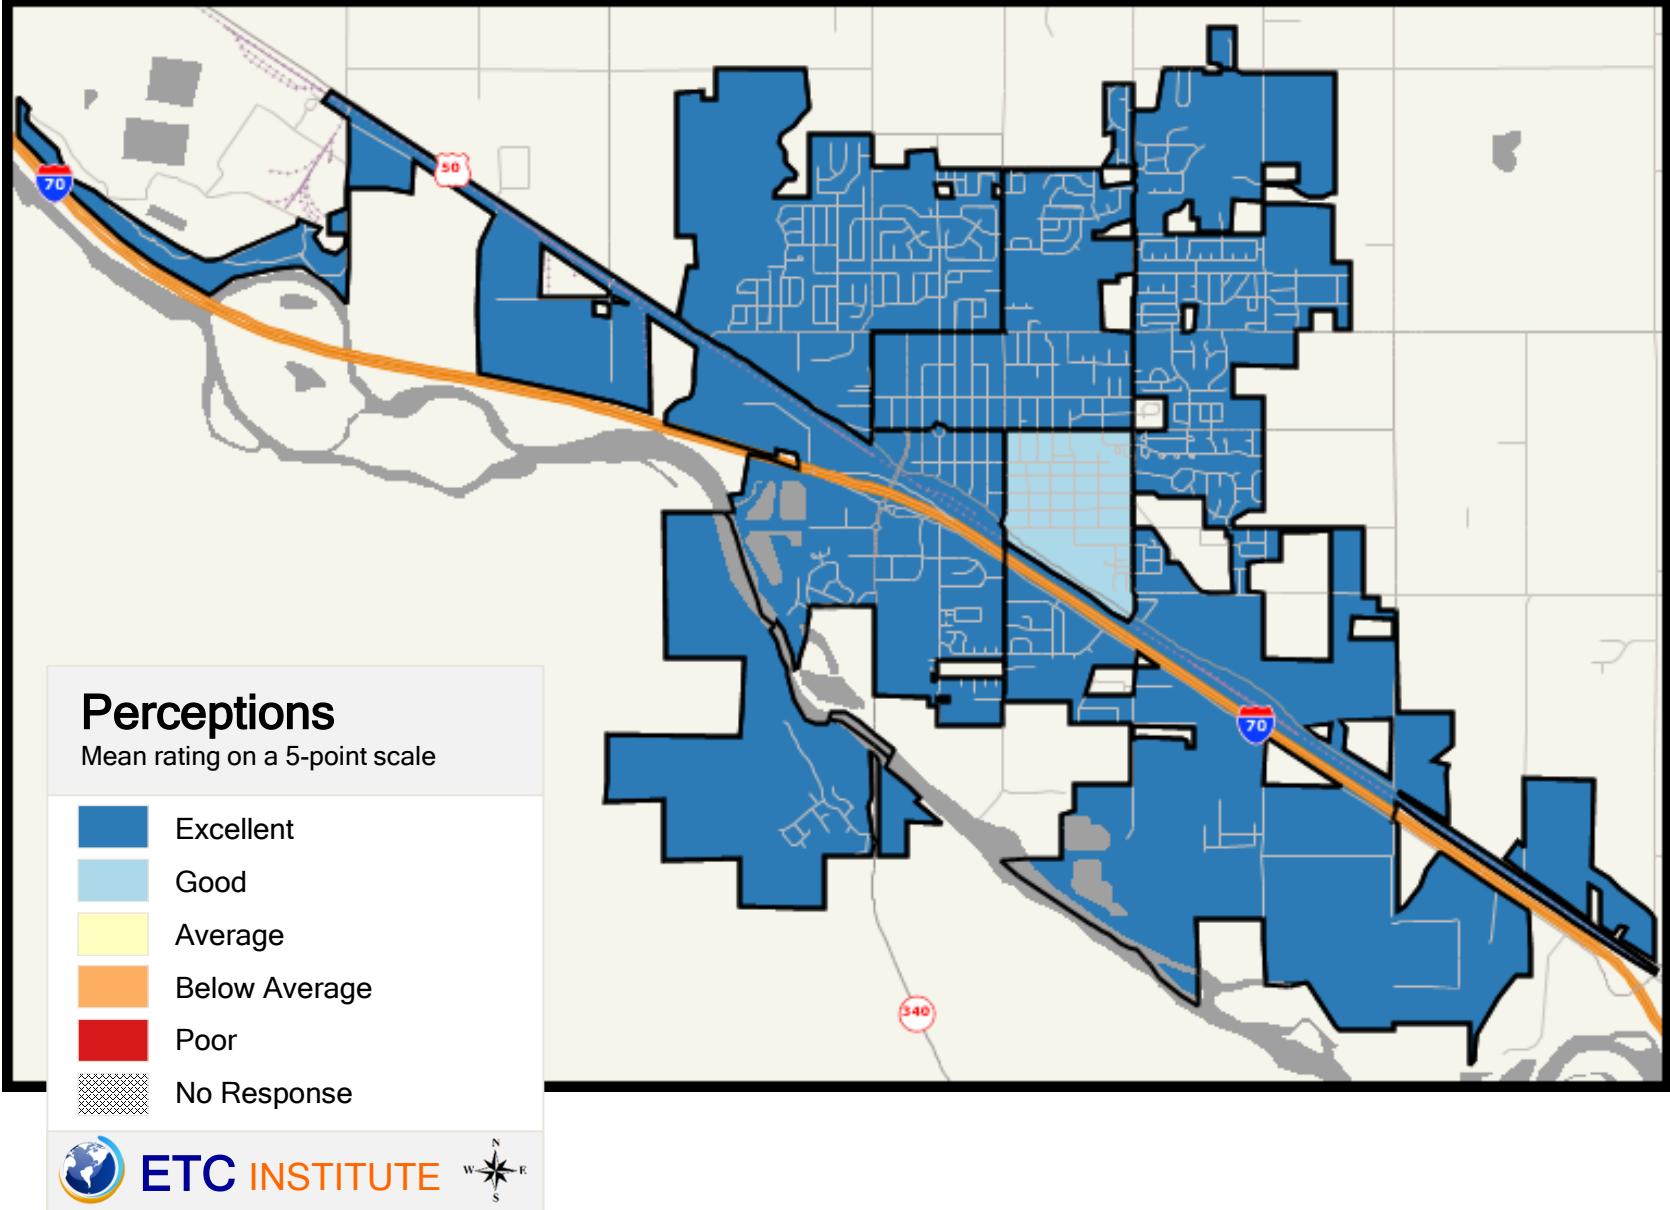 50
70
70
340
Perceptions
Mean rating on a 5-point scale
Excellent
Good
Average
Below Average
Poor
No Response
ETC INSTITUTE
N
W E
S